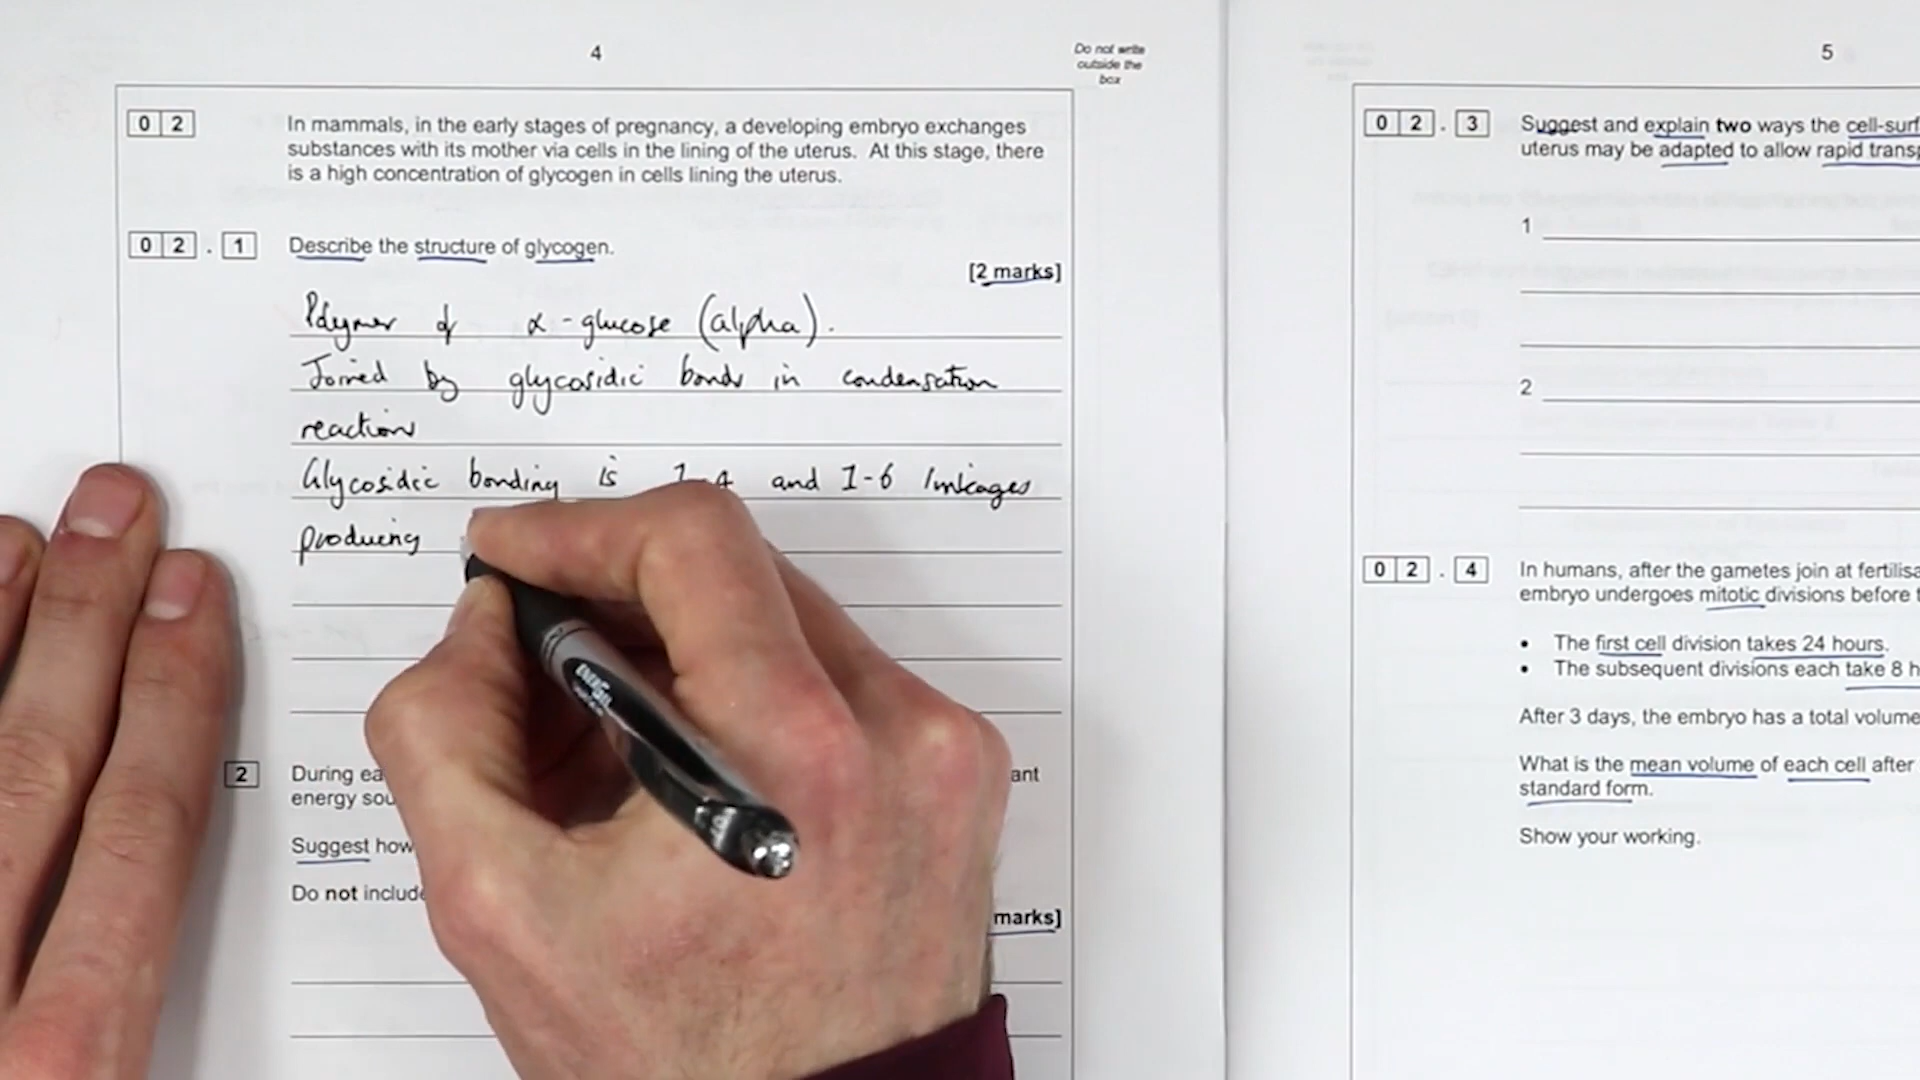 4
Do not write
outside the
box
0 2
In mammals, in the early stages of pregnancy, a developing embryo exchanges
substances with its mother via cells in the lining of the uterus. At this stage, there
is a high concentration of glycogen in cells lining the uterus.
0 2 . 1
Describe the structure of glycogen.
[2 marks]
Polymer of α-glucose (alpha).
Joined by glycosidic bonds in condensation
reactions
Glycosidic bonding is 1-4 and 1-6 linkages
producing
2
During
ant
energy
Suggest how
Do not include
marks]
5
0 2 . 3
Suggest and explain two ways the
uterus may be adapted to allow rapid
1
2
0 2 . 4
In humans, after the gametes join at
embryo undergoes mitotic divisions before
• The first cell division takes 24 hours.
• The subsequent divisions each take 8
After 3 days, the embryo has a total volume
What is the mean volume of each cell after
standard form.
Show your working.